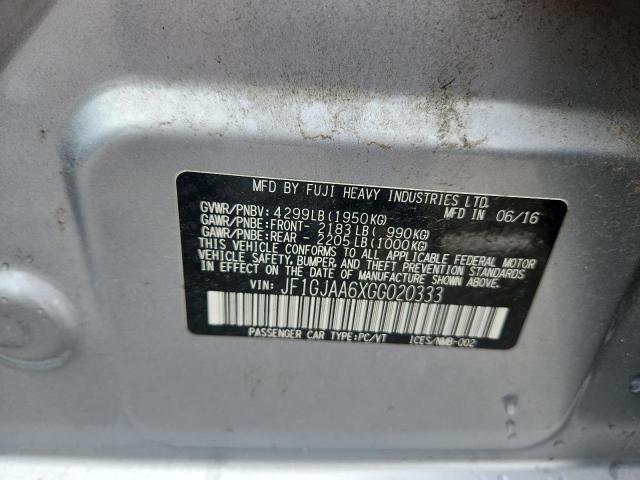 MFD BY FUJI HEAVY INDUSTRIES LTD.
MFD IN 06/16
GVWR/PNBV: 4299LB(1950KG)
GAWR/PNBE:FRONT- 2183LB( 990KG)
GAWR/PNBE:REAR - 2205LB(1000KG)
THIS VEHICLE CONFORMS TO ALL APPLICABLE FEDERAL MOTOR
VEHICLE SAFETY, BUMPER, AND THEFT PREVENTION STANDARDS
IN EFFECT ON THE DATE OF MANUFACTURE SHOWN ABOVE.
VIN: JF1GJAA6XGG020333
PASSENGER CAR TYPE:PC/VT ICES/NMB-002